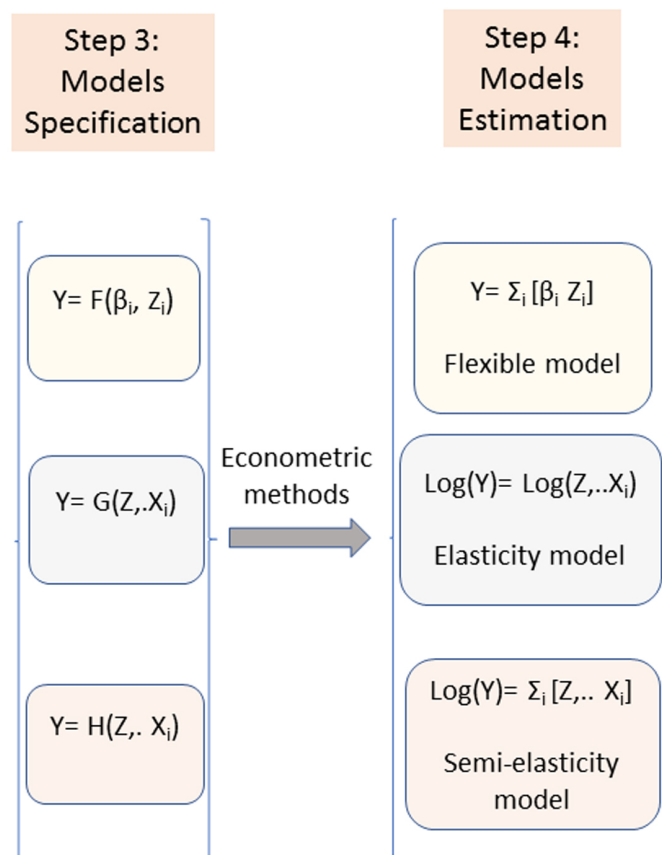 Step 3:
Models
Specification
Step 4:
Models
Estimation
Y= F(βᵢ, Zᵢ)
Y= G(Z,.Xᵢ)
Y= H(Z,. Xᵢ)
Econometric
methods
Y= Σᵢ [βᵢ Zᵢ]
Flexible model
Log(Y)= Log(Z,..Xᵢ)
Elasticity model
Log(Y)= Σᵢ [Z,.. Xᵢ]
Semi-elasticity
model